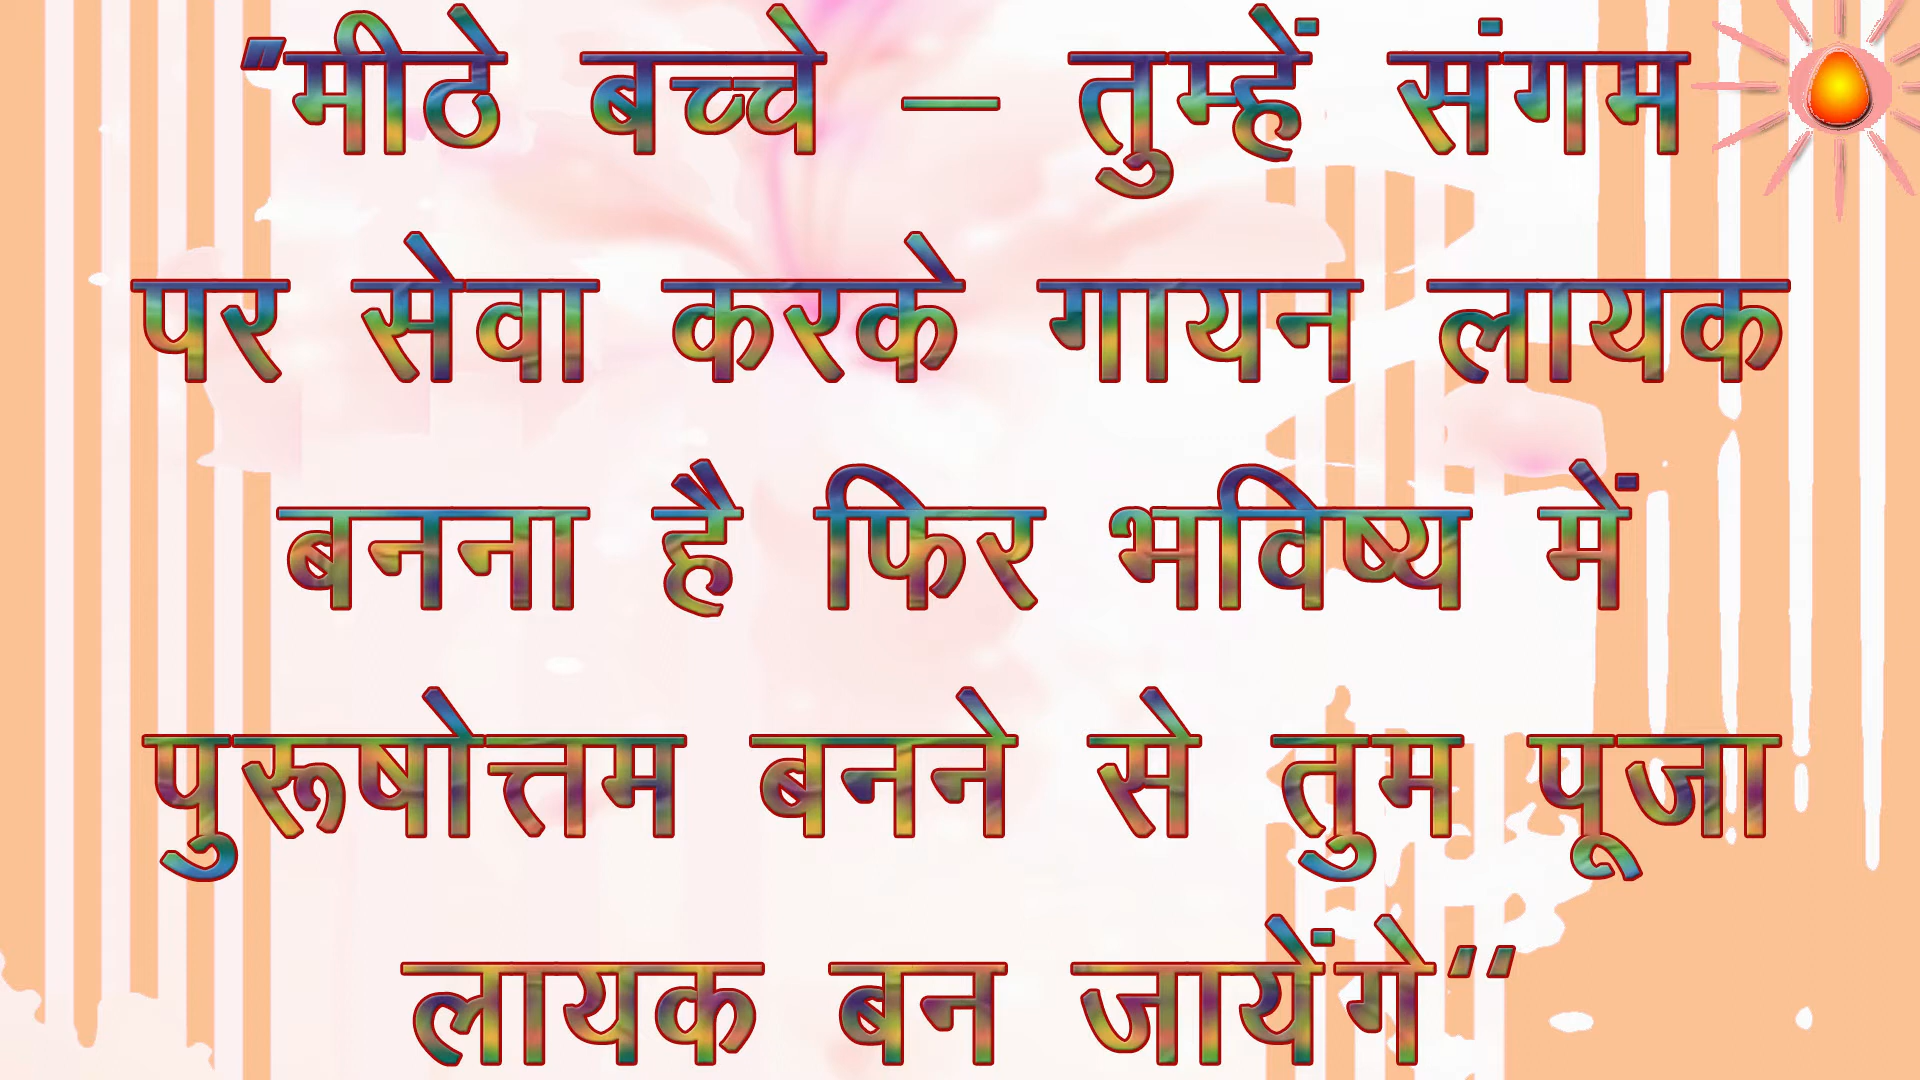 "मीठे बच्चे – तुम्हें संगम
पर सेवा करके गायन लायक
बनना है फिर भविष्य में
पुरूषोत्तम बनने से तुम पूजा
लायक बन जायेंगे’’